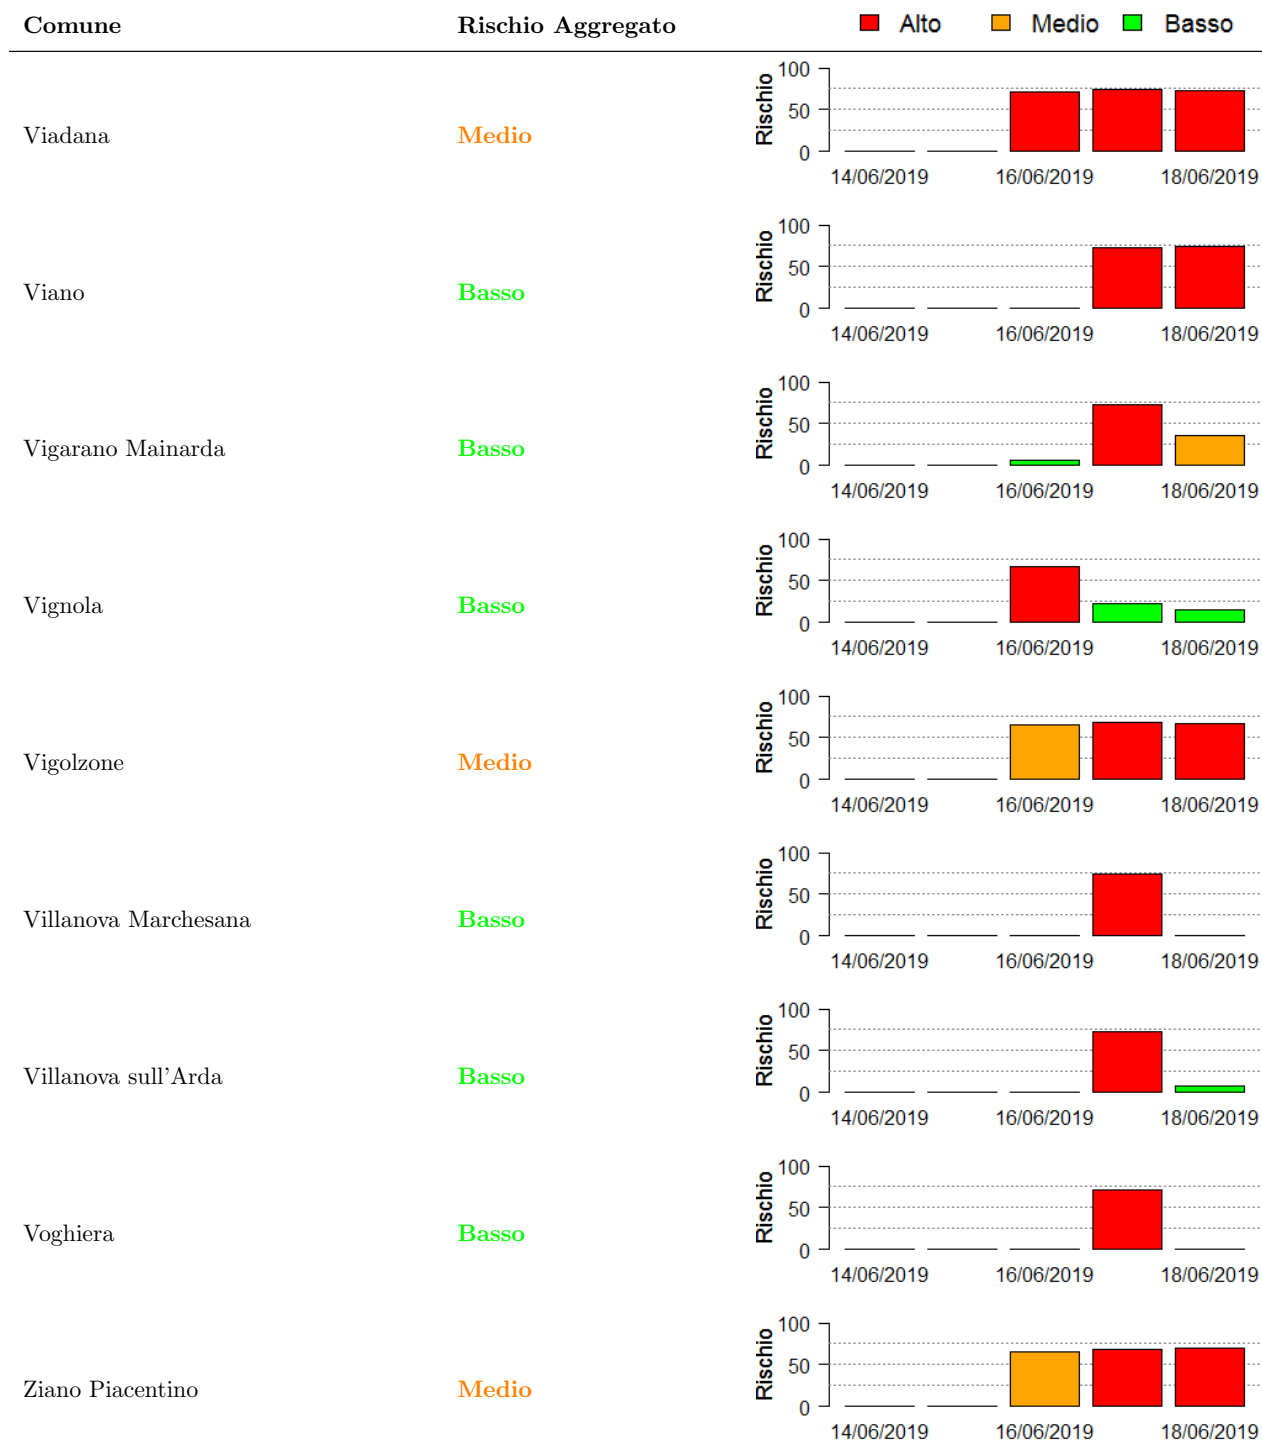 Comune Rischio Aggregato Alto Medio Basso
100
50
0
Rischio
Viadana Medio
14/06/2019 16/06/2019 18/06/2019
100
50
0
Rischio
Viano Basso
14/06/2019 16/06/2019 18/06/2019
100
50
0
Rischio
Vigarano Mainarda Basso
14/06/2019 16/06/2019 18/06/2019
100
50
0
Rischio
Vignola Basso
14/06/2019 16/06/2019 18/06/2019
100
50
0
Rischio
Vigolzone Medio
14/06/2019 16/06/2019 18/06/2019
100
50
0
Rischio
Villanova Marchesana Basso
14/06/2019 16/06/2019 18/06/2019
100
50
0
Rischio
Villanova sull'Arda Basso
14/06/2019 16/06/2019 18/06/2019
100
50
0
Rischio
Voghiera Basso
14/06/2019 16/06/2019 18/06/2019
100
50
0
Rischio
Ziano Piacentino Medio
14/06/2019 16/06/2019 18/06/2019